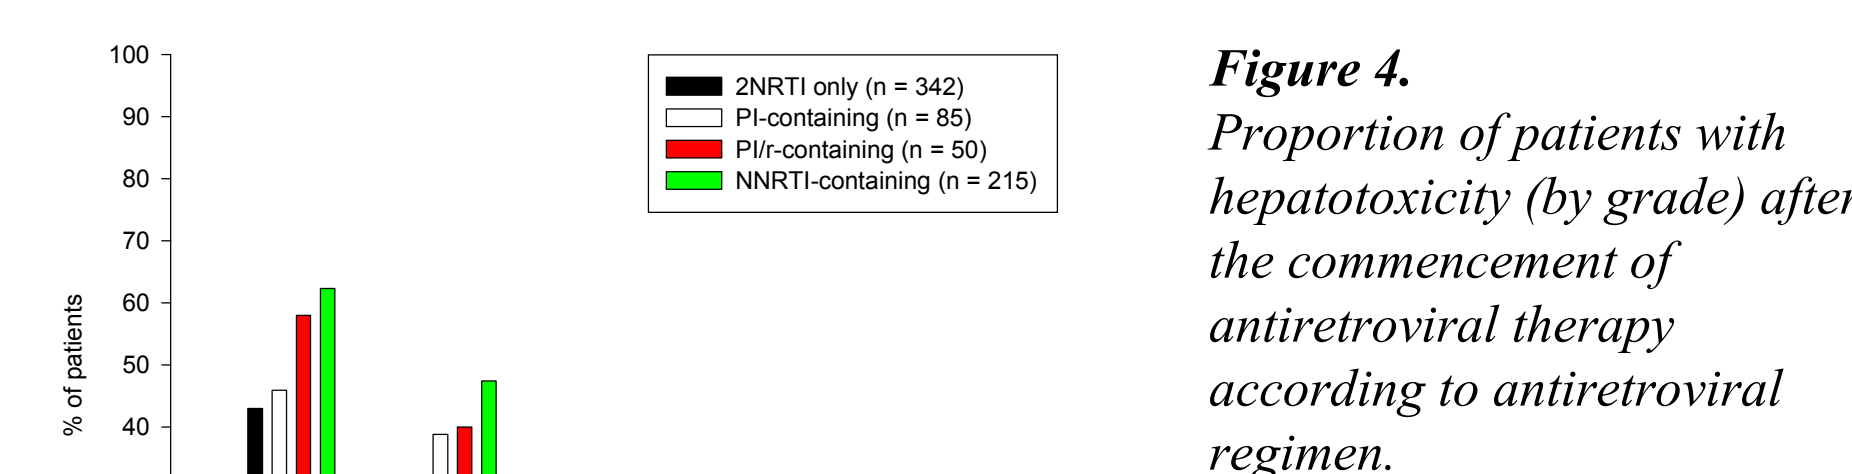 100
90
80
70
60
50
40
% of patients
2NRTI only (n = 342)
PI-containing (n = 85)
PI/r-containing (n = 50)
NNRTI-containing (n = 215)
Figure 4.
Proportion of patients with
hepatotoxicity (by grade) after
the commencement of
antiretroviral therapy
according to antiretroviral
regimen.